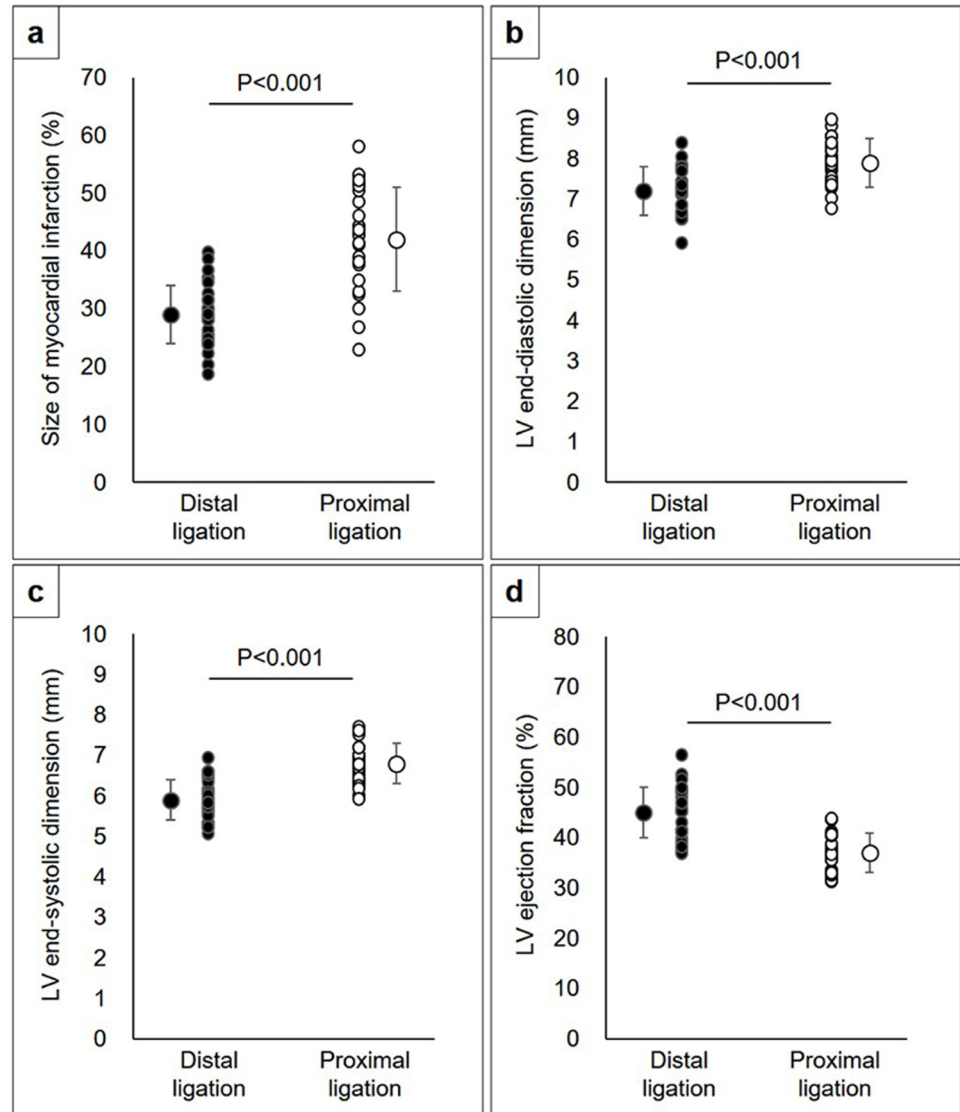 a
Size of myocardial infarction (%)
70
60
50
40
30
20
10
0
P<0.001
Distal
ligation
Proximal
ligation
b
LV end-diastolic dimension (mm)
10
9
8
7
6
5
4
3
2
1
0
P<0.001
Distal
ligation
Proximal
ligation
c
LV end-systolic dimension (mm)
10
9
8
7
6
5
4
3
2
1
0
P<0.001
Distal
ligation
Proximal
ligation
d
LV ejection fraction (%)
80
70
60
50
40
30
20
10
0
P<0.001
Distal
ligation
Proximal
ligation